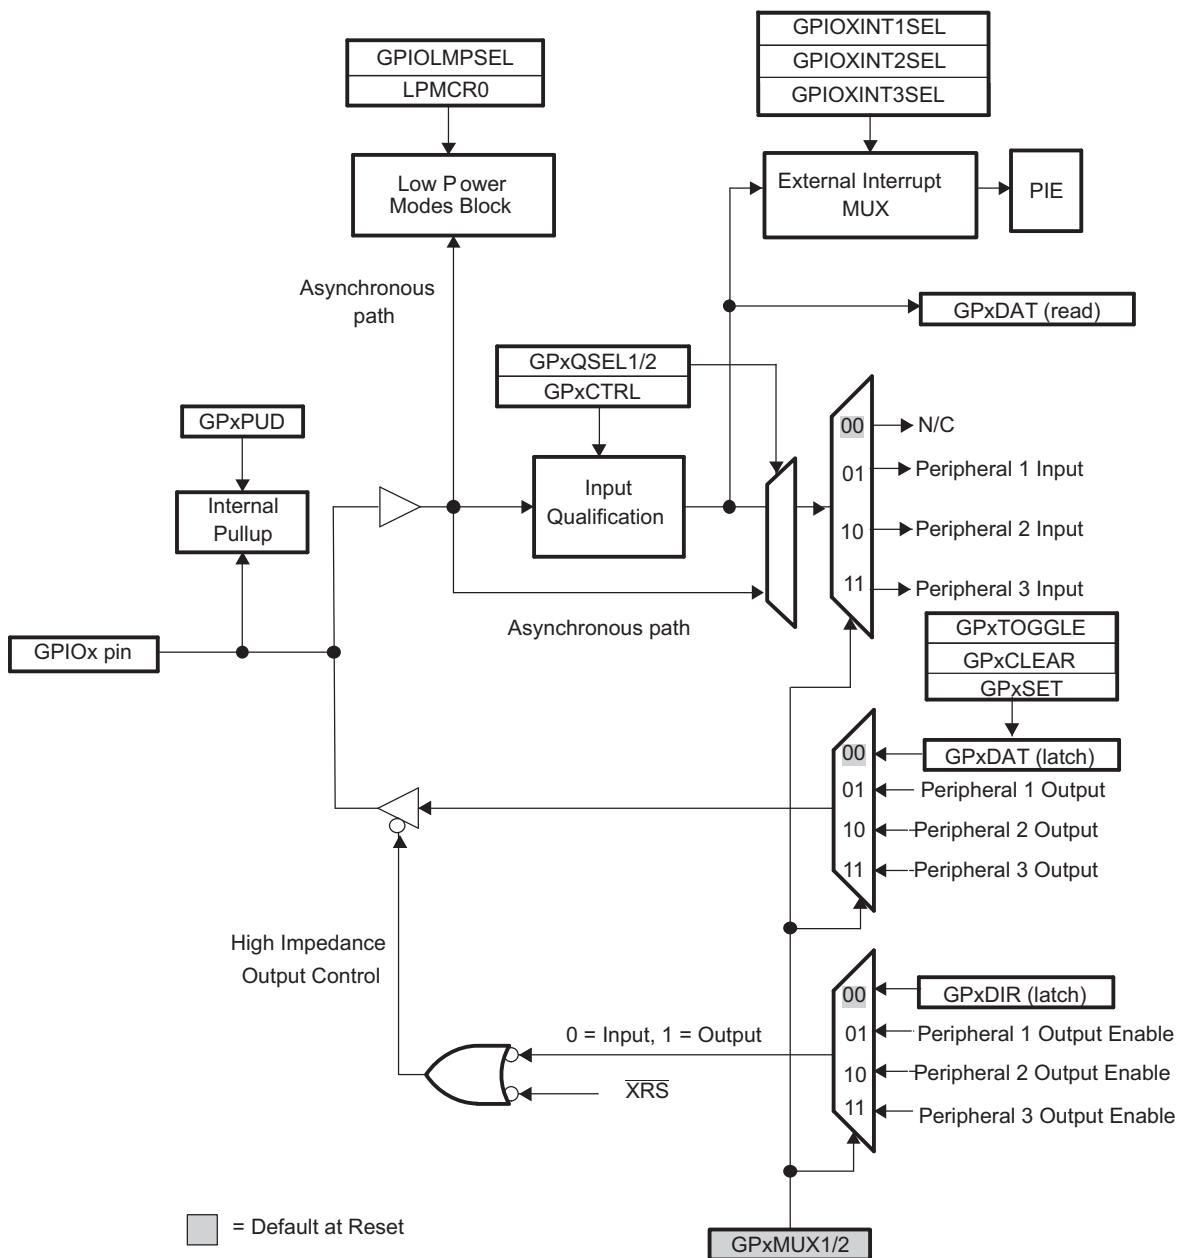 GPIOLMPSEL
LPMCR0
Low Power
Modes Block
GPIOXINT1SEL
GPIOXINT2SEL
GPIOXINT3SEL
External Interrupt
MUX
PIE
Asynchronous
path
GPxDAT (read)
GPxQSEL1/2
GPxCTRL
GPxPUD
Internal
Pullup
Input
Qualification
00
N/C
01
Peripheral 1 Input
10
Peripheral 2 Input
11
Peripheral 3 Input
Asynchronous path
GPIOx pin
GPxTOGGLE
GPxCLEAR
GPxSET
00
GPxDAT (latch)
01
Peripheral 1 Output
10
Peripheral 2 Output
11
Peripheral 3 Output
High Impedance
Output Control
00
GPxDIR (latch)
0 = Input, 1 = Output
01
Peripheral 1 Output Enable
10
Peripheral 2 Output Enable
XRS
11
Peripheral 3 Output Enable
= Default at Reset
GPxMUX1/2